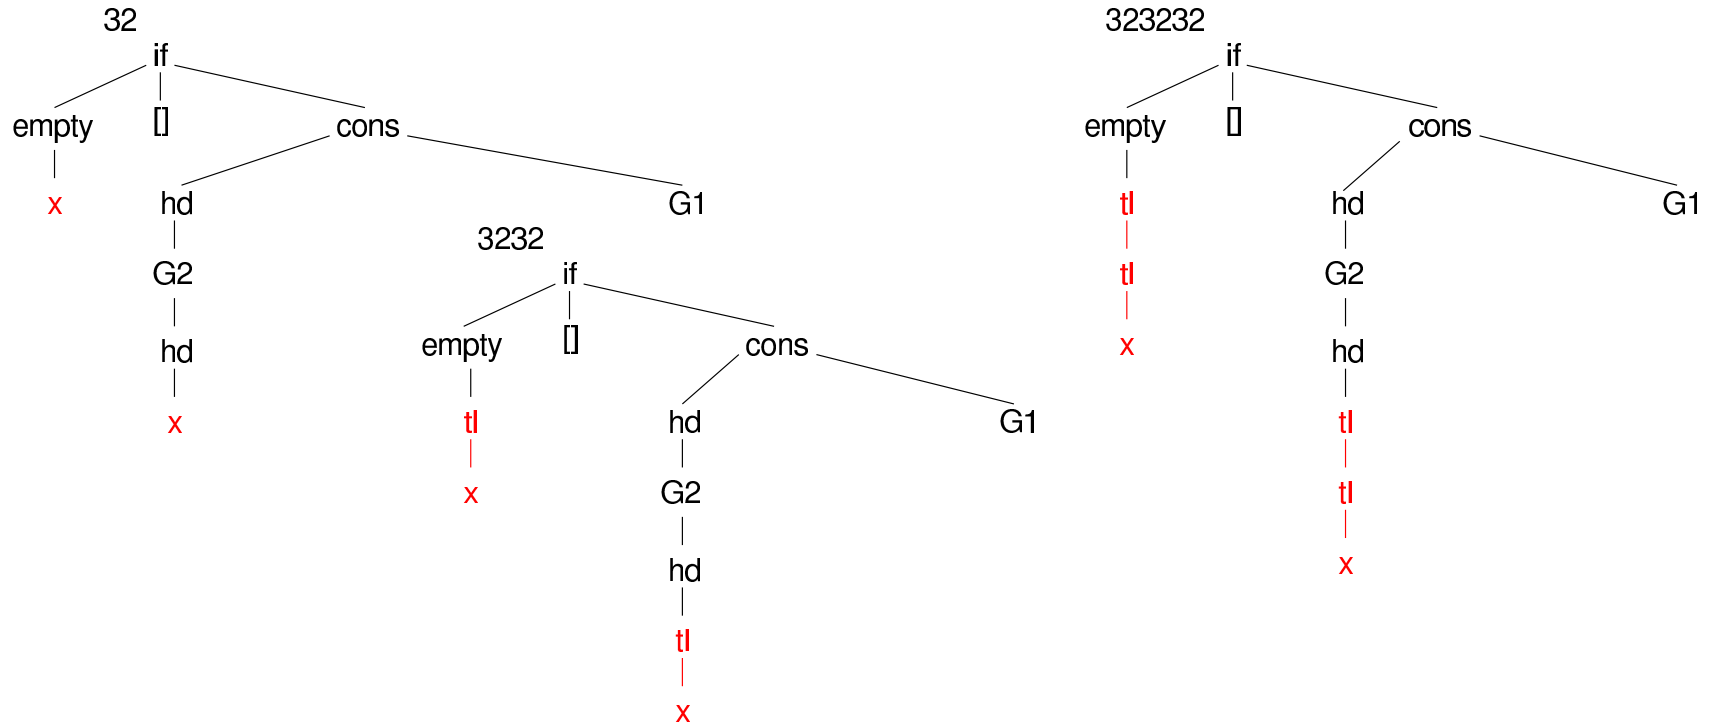 32 323232
if if
empty [] cons empty [] cons
x hd G1 tl hd G1
3232
G2 if tl G2
hd empty [] cons x hd
x tl hd G1 tl
x G2 tl
hd x
tl
x